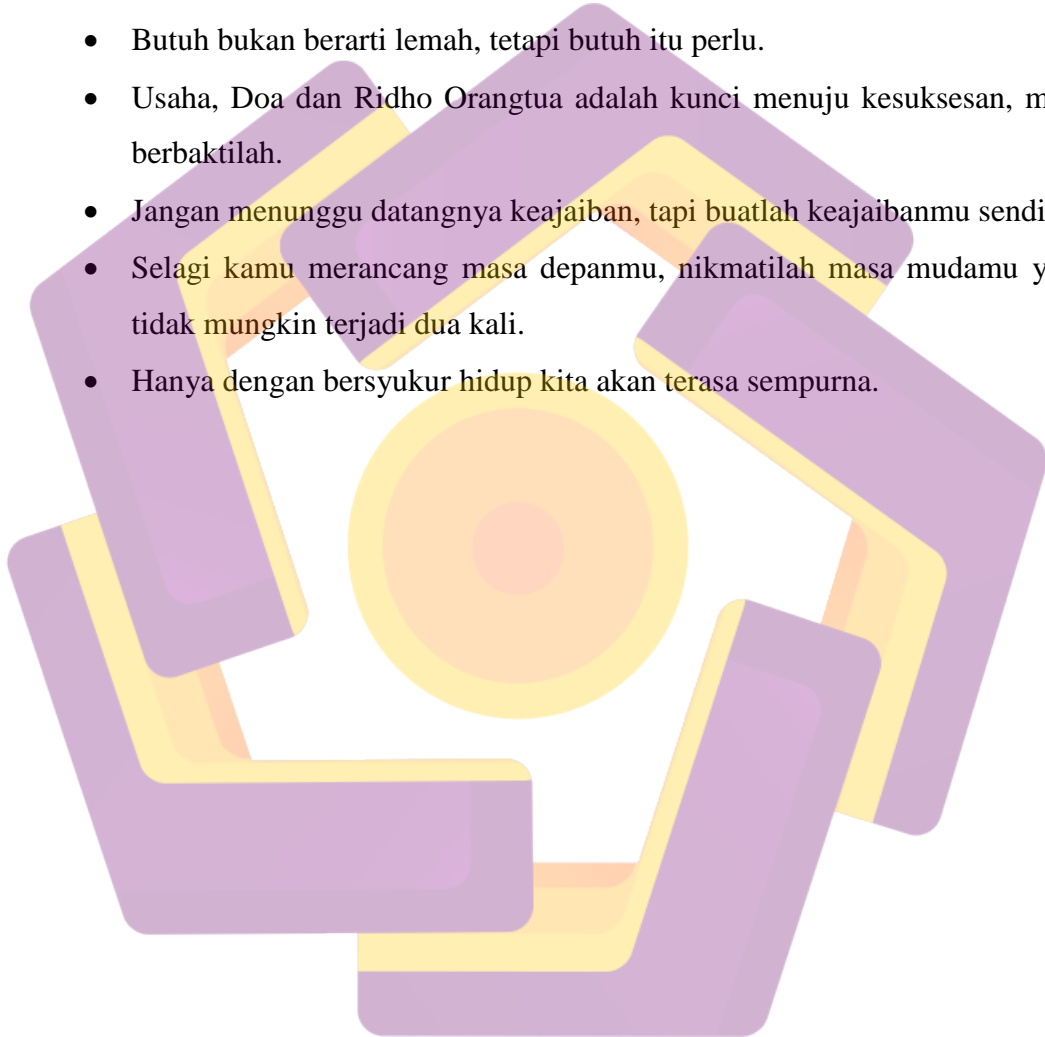 • Butuh bukan berarti lemah, tetapi butuh itu perlu.
• Usaha, Doa dan Ridho Orangtua adalah kunci menuju kesuksesan,
berbaktilah.
• Jangan menunggu datangnya keajaiban, tapi buatlah keajaibanmu
• Selagi kamu merancang masa depanmu, nikmatilah masa mudamu
tidak mungkin terjadi dua kali.
• Hanya dengan bersyukur hidup kita akan terasa sempurna.